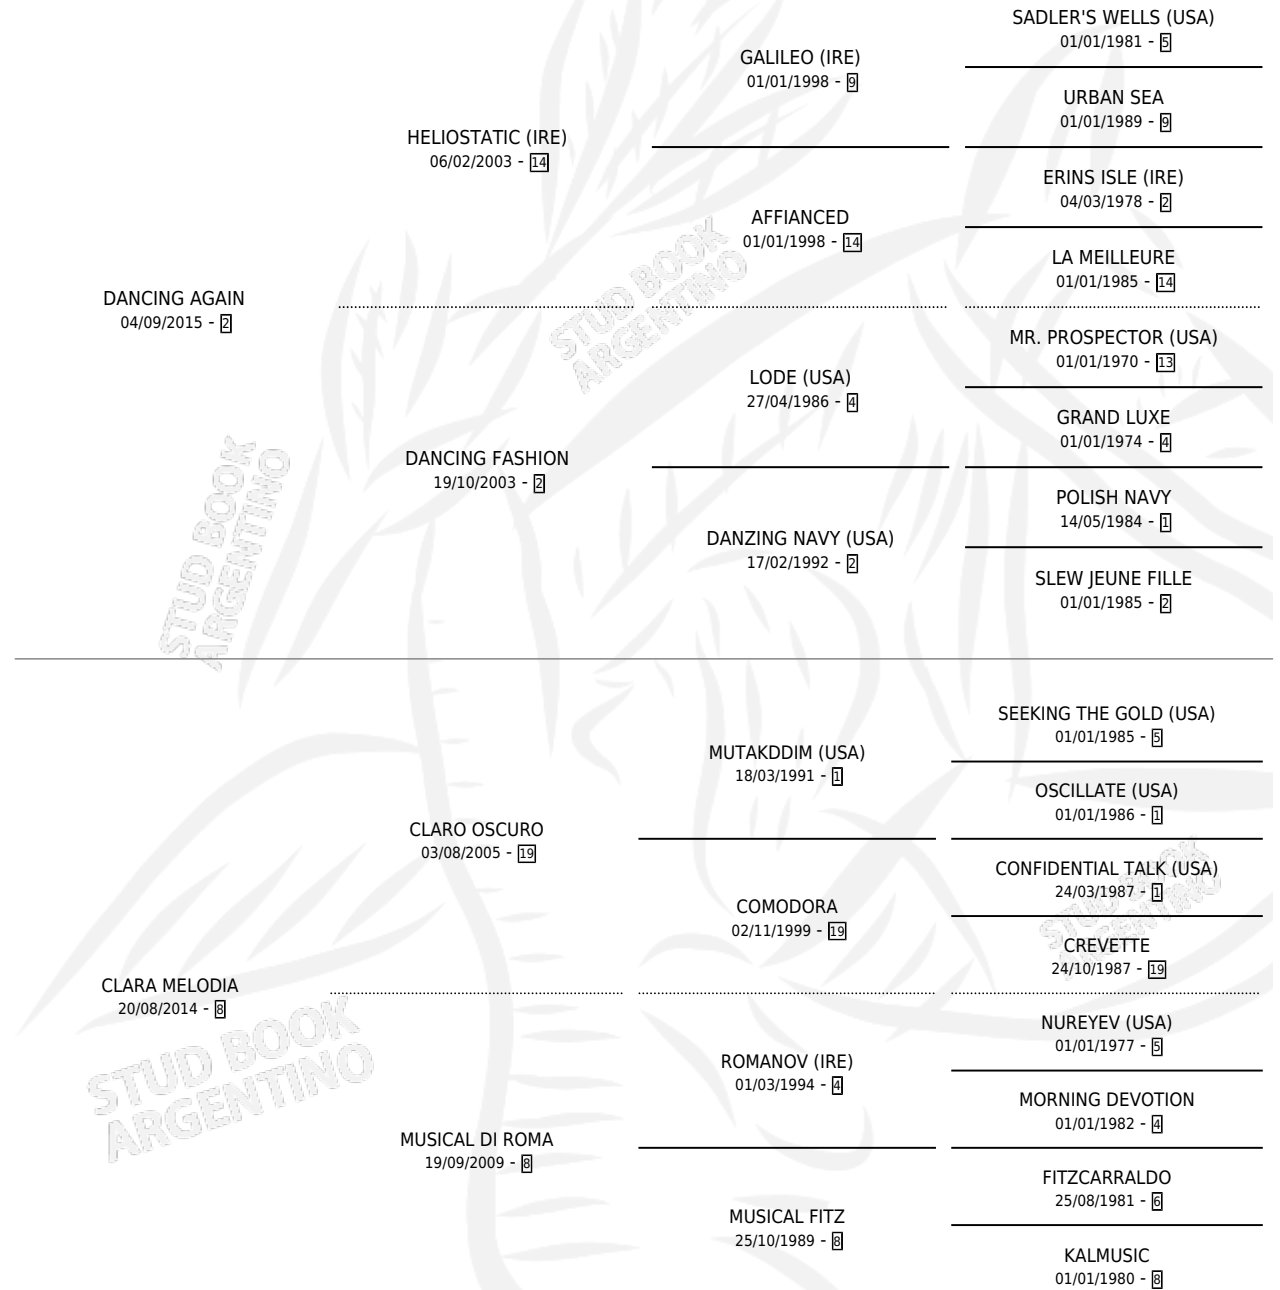 SADLER'S WELLS (USA)
01/01/1981 - 5
GALILEO (IRE)
01/01/1998 - 9
URBAN SEA
01/01/1989 - 9
HELIOSTATIC (IRE)
06/02/2003 - 14
ERINS ISLE (IRE)
04/03/1978 - 2
AFFIANCED
01/01/1998 - 14
LA MEILLEURE
01/01/1985 - 14
DANCING AGAIN
04/09/2015 - 2
MR. PROSPECTOR (USA)
01/01/1970 - 13
LODE (USA)
27/04/1986 - 4
GRAND LUXE
01/01/1974 - 4
DANCING FASHION
19/10/2003 - 2
POLISH NAVY
14/05/1984 - 1
DANZING NAVY (USA)
17/02/1992 - 2
SLEW JEUNE FILLE
01/01/1985 - 2
STUD BOOK
ARGENTINO
STUD BOOK
ARGENTINO
SEEKING THE GOLD (USA)
01/01/1985 - 5
MUTAKDDIM (USA)
18/03/1991 - 1
OSCILLATE (USA)
01/01/1986 - 1
CLARO OSCURO
03/08/2005 - 19
CONFIDENTIAL TALK (USA)
24/03/1987 - 1
COMODORA
02/11/1999 - 19
CREVETTE
24/10/1987 - 19
CLARA MELODIA
20/08/2014 - 8
NUREYEV (USA)
01/01/1977 - 5
ROMANOV (IRE)
01/03/1994 - 4
MORNING DEVOTION
01/01/1982 - 4
MUSICAL DI ROMA
19/09/2009 - 8
FITZCARRALDO
25/08/1981 - 6
MUSICAL FITZ
25/10/1989 - 8
KALMUSIC
01/01/1980 - 8
STUD BOOK
ARGENTINO
STUD BOOK
ARGENTINO